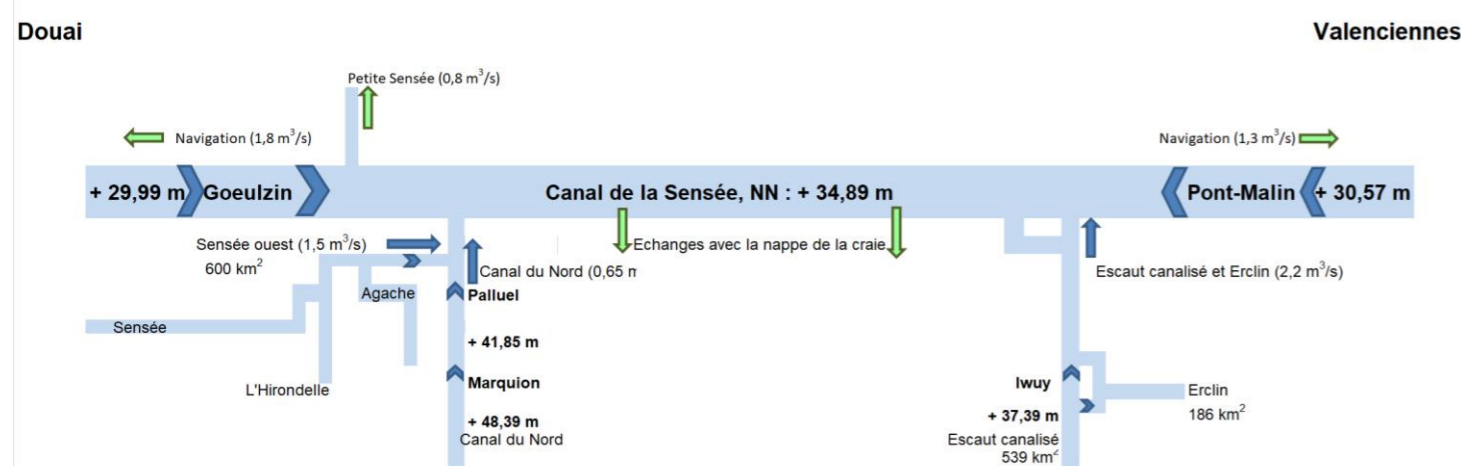 Douai
Valenciennes
Petite Sensée (0,8 m³/s)
Navigation (1,8 m³/s)
Navigation (1,3 m³/s)
+ 29,99 m
Goeulzin
Canal de la Sensée, NN : + 34,89 m
Pont-Malin
+ 30,57 m
Sensée ouest (1,5 m³/s)
600 km²
Echanges avec la nappe de la craie
Canal du Nord (0,65 m
Escaut canalisé et Erclin (2,2 m³/s)
Agache
Palluel
Sensée
+ 41,85 m
L'Hirondelle
Marquion
Iwuy
Erclin
186 km²
+ 48,39 m
Canal du Nord
+ 37,39 m
Escaut canalisé
539 km²